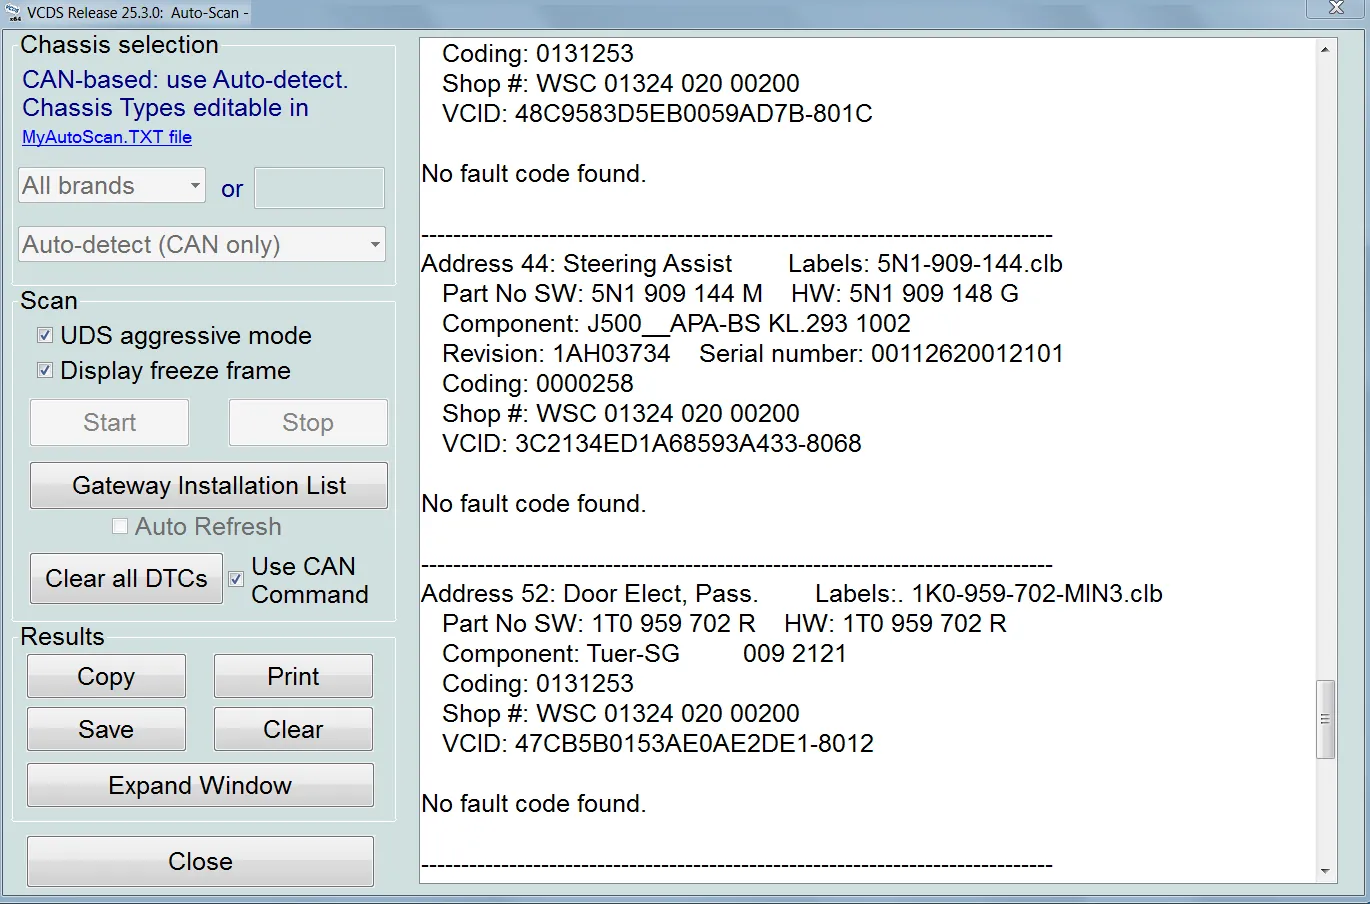 VCDS Release 25.3.0: Auto-Scan -
Chassis selection
CAN-based: use Auto-detect.
Chassis Types editable in
MyAutoScan.TXT file
All brands
or
Auto-detect (CAN only)
Scan
UDS aggressive mode
Display freeze frame
Start
Stop
Gateway Installation List
Auto Refresh
Clear all DTCs
Use CAN
Command
Results
Copy
Print
Save
Clear
Expand Window
Close
Coding: 0131253
Shop #: WSC 01324 020 00200
VCID: 48C9583D5EB0059AD7B-801C
No fault code found.
-------------------------------------------------------------------------------
Address 44: Steering Assist        Labels: 5N1-909-144.clb
Part No SW: 5N1 909 144 M    HW: 5N1 909 148 G
Component: J500__APA-BS KL.293 1002
Revision: 1AH03734    Serial number: 00112620012101
Coding: 0000258
Shop #: WSC 01324 020 00200
VCID: 3C2134ED1A68593A433-8068
No fault code found.
-------------------------------------------------------------------------------
Address 52: Door Elect, Pass.        Labels:. 1K0-959-702-MIN3.clb
Part No SW: 1T0 959 702 R    HW: 1T0 959 702 R
Component: Tuer-SG         009 2121
Coding: 0131253
Shop #: WSC 01324 020 00200
VCID: 47CB5B0153AE0AE2DE1-8012
No fault code found.
-------------------------------------------------------------------------------